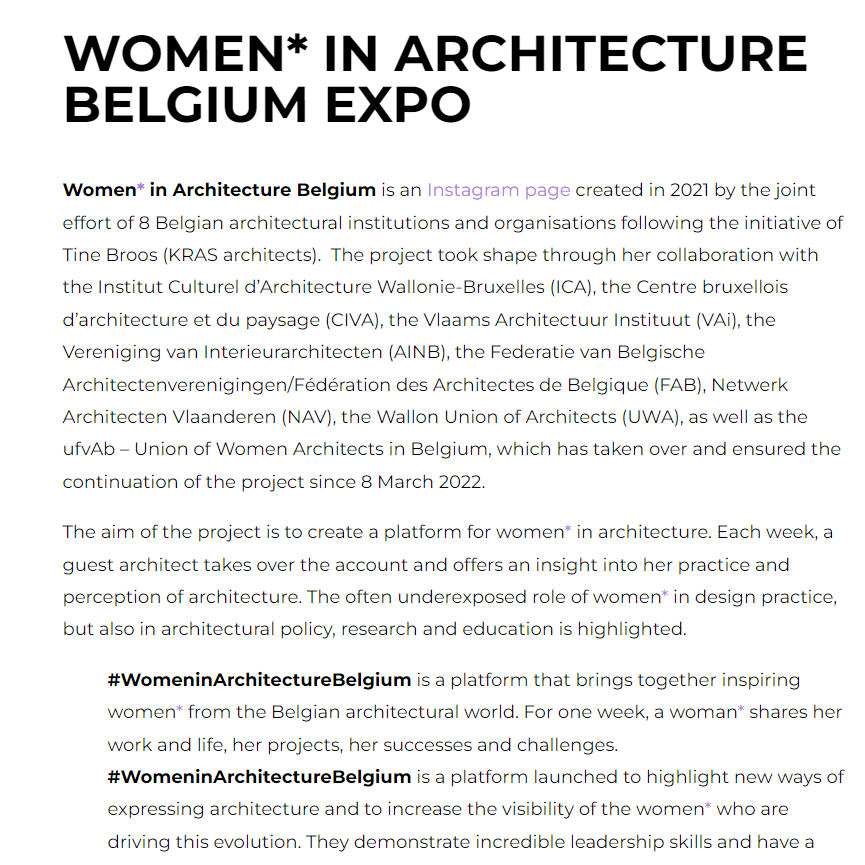 WOMEN* IN ARCHITECTURE
BELGIUM EXPO
Women* in Architecture Belgium is an Instagram page created in 2021 by the joint
effort of 8 Belgian architectural institutions and organisations following the initiative of
Tine Broos (KRAS architects).  The project took shape through her collaboration with
the Institut Culturel d’Architecture Wallonie-Bruxelles (ICA), the Centre bruxellois
d’architecture et du paysage (CIVA), the Vlaams Architectuur Instituut (VAi), the
Vereniging van Interieurarchitecten (AINB), the Federatie van Belgische
Architectenverenigingen/Fédération des Architectes de Belgique (FAB), Netwerk
Architecten Vlaanderen (NAV), the Wallon Union of Architects (UWA), as well as the
ufvAb – Union of Women Architects in Belgium, which has taken over and ensured the
continuation of the project since 8 March 2022.
The aim of the project is to create a platform for women* in architecture. Each week, a
guest architect takes over the account and offers an insight into her practice and
perception of architecture. The often underexposed role of women* in design practice,
but also in architectural policy, research and education is highlighted.
#WomeninArchitectureBelgium is a platform that brings together inspiring
women* from the Belgian architectural world. For one week, a woman* shares her
work and life, her projects, her successes and challenges.
#WomeninArchitectureBelgium is a platform launched to highlight new ways of
expressing architecture and to increase the visibility of the women* who are
driving this evolution. They demonstrate incredible leadership skills and have a